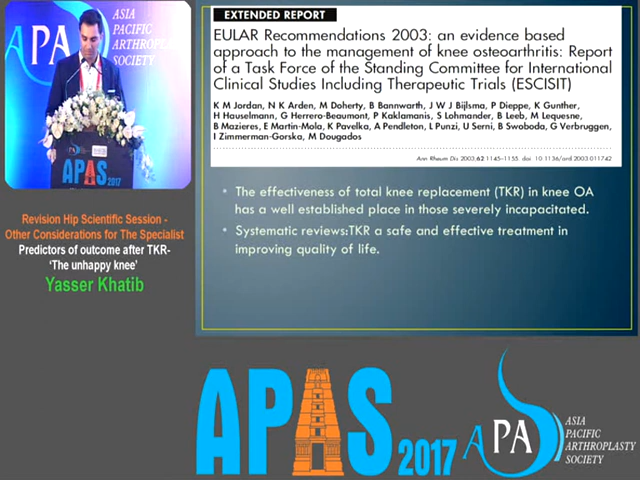 ASIA
PACIFIC
ARTHROPLASTY
SOCIETY
APA
APAS 2017
Revision Hip Scientific Session -
Other Considerations for The Specialist
Predictors of outcome after TKR-
'The unhappy knee'
Yasser Khatib
EXTENDED REPORT
EULAR Recommendations 2003: an evidence based
approach to the management of knee osteoarthritis: Report
of a Task Force of the Standing Committee for International
Clinical Studies Including Therapeutic Trials (ESCISIT)
K M Jordan, N K Arden, M Doherty, B Bannwarth, J W J Bijlsma, P Dieppe, K Gunther,
H Hauselmann, G Herrero-Beaumont, P Kaklamanis, S Lohmander, B Leeb, M Lequesne,
B Mazieres, E Martin-Mola, K Pavelka, A Pendleton, L Punzi, U Serni, B Swoboda, G Verbruggen,
I Zimmerman-Gorska, M Dougados
Ann Rheum Dis 2003;62:1145–1155. doi: 10.1136/ard.2003.011742
• The effectiveness of total knee replacement (TKR) in knee OA
has a well established place in those severely incapacitated.
• Systematic reviews:TKR a safe and effective treatment in
improving quality of life.
APAS 2017
APA
ASIA
PACIFIC
ARTHROPLASTY
SOCIETY